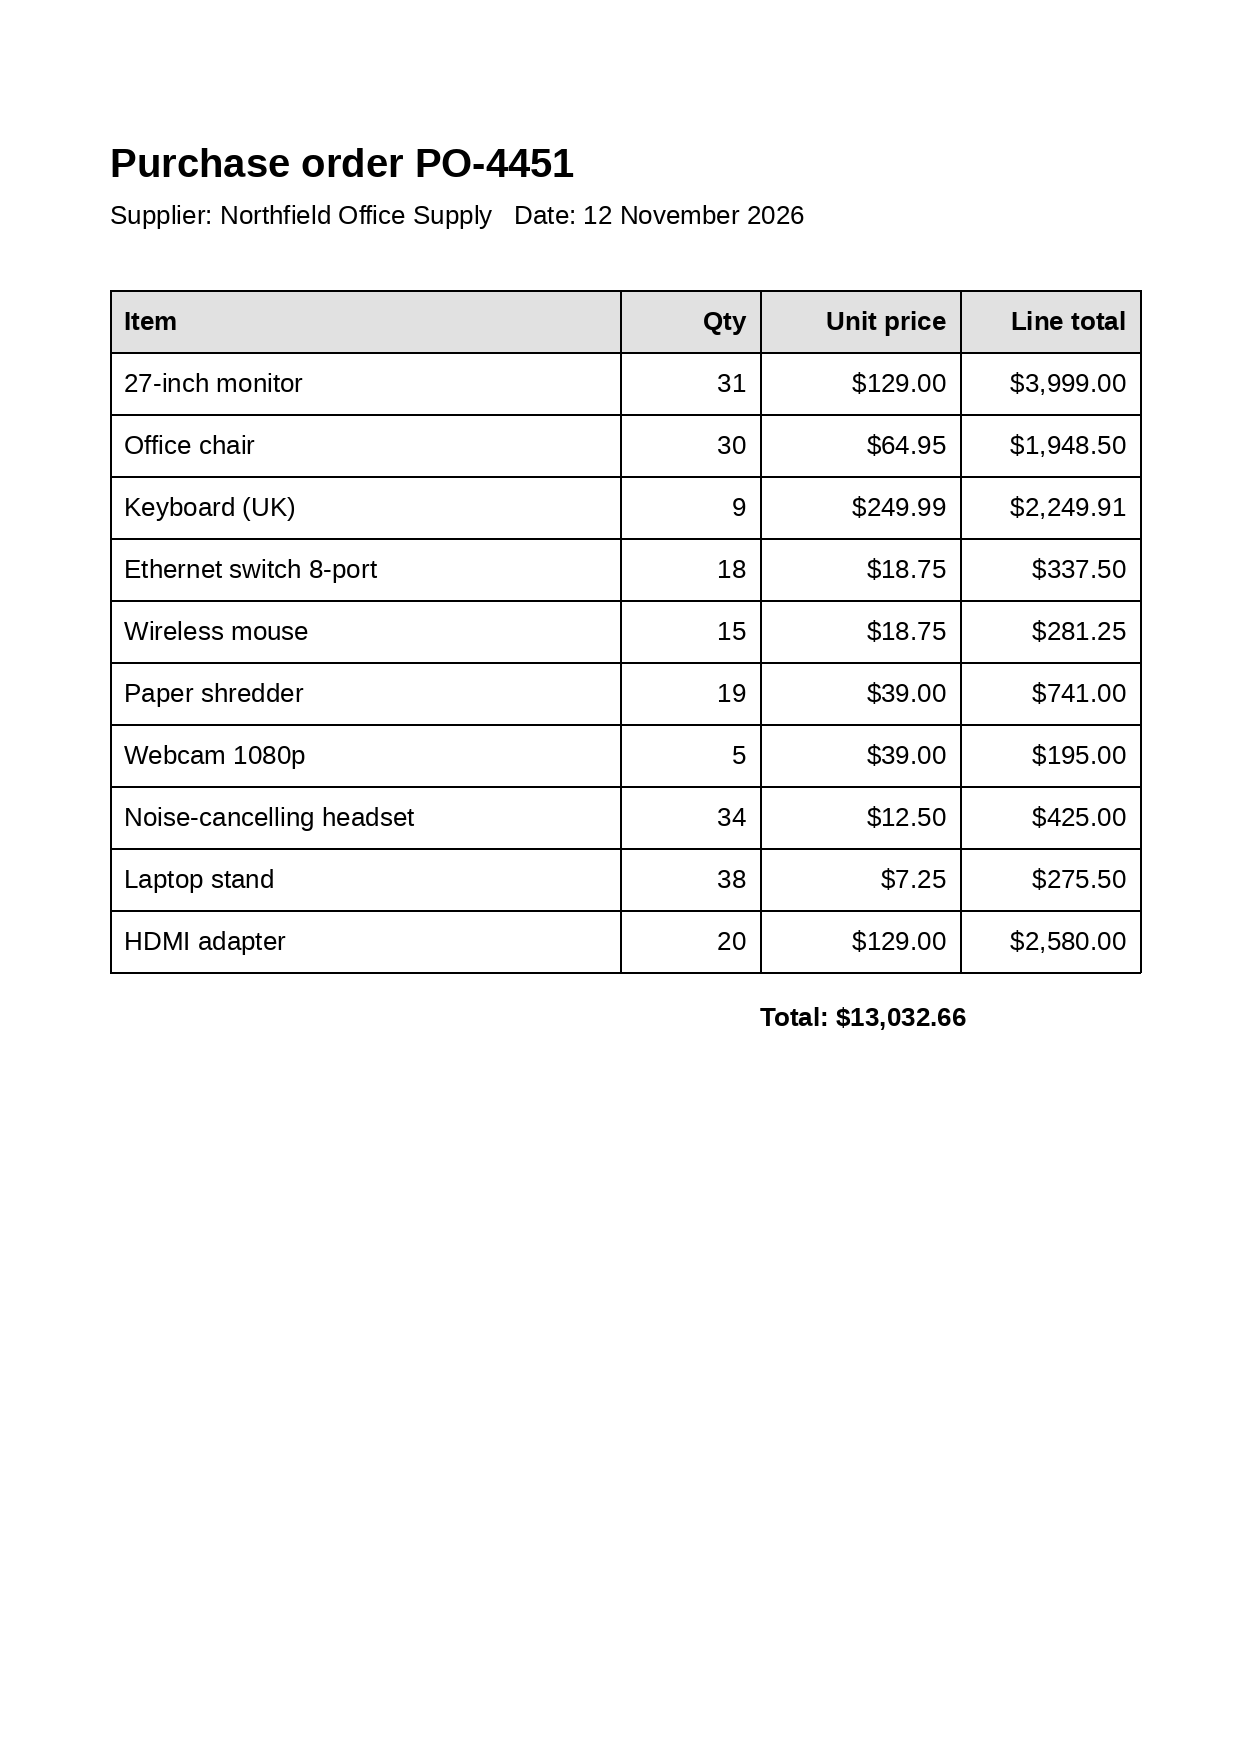 Purchase order PO-4451
Supplier: Northfield Office Supply Date: 12 November 2026
Item Qty Unit price Line total
27-inch monitor 31 $129.00 $3,999.00
Office chair 30 $64.95 $1,948.50
Keyboard (UK) 9 $249.99 $2,249.91
Ethernet switch 8-port 18 $18.75 $337.50
Wireless mouse 15 $18.75 $281.25
Paper shredder 19 $39.00 $741.00
Webcam 1080p 5 $39.00 $195.00
Noise-cancelling headset 34 $12.50 $425.00
Laptop stand 38 $7.25 $275.50
HDMI adapter 20 $129.00 $2,580.00
Total: $13,032.66